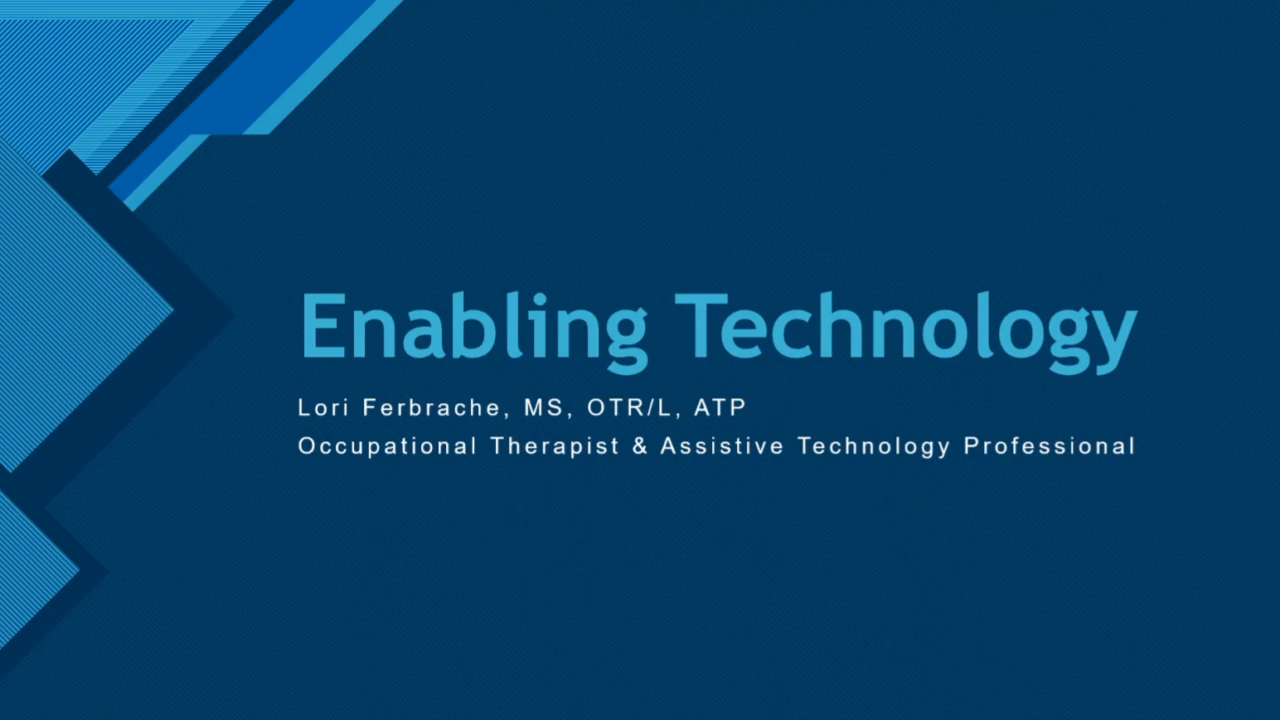 Enabling Technology
Lori Ferbrache, MS, OTR/L, ATP
Occupational Therapist & Assistive Technology Professional